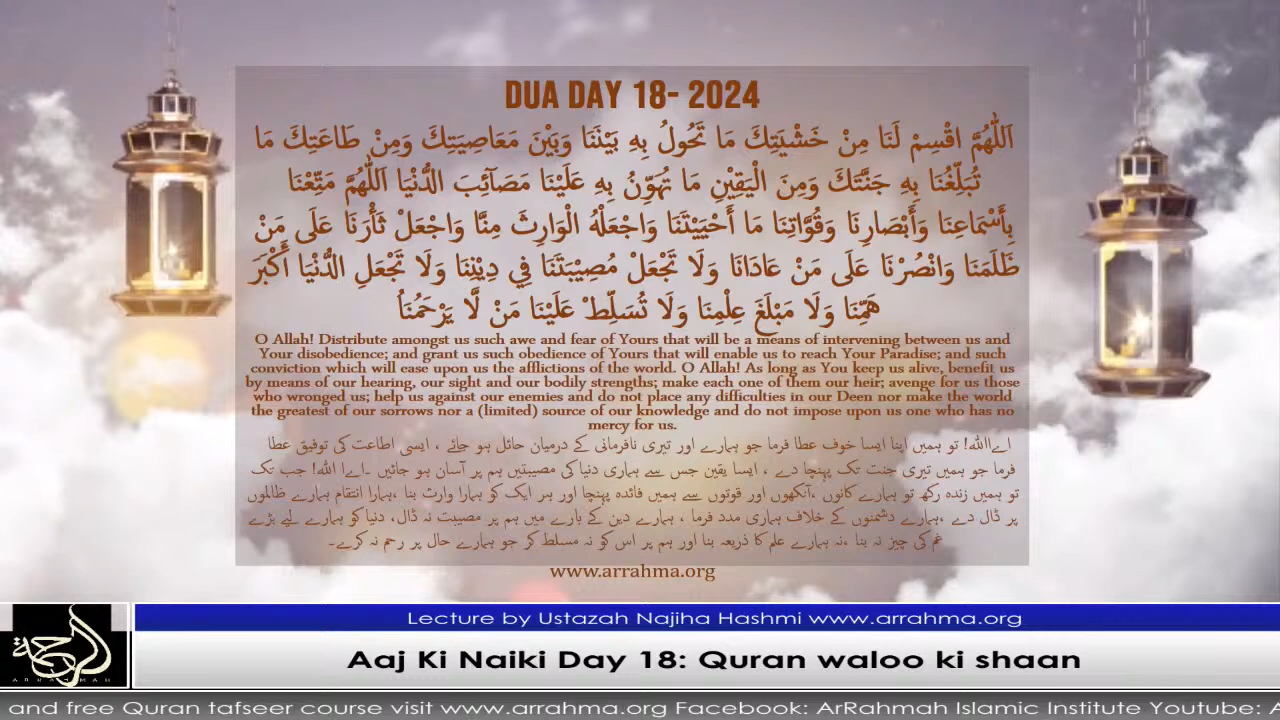 DUA DAY 18- 2024
اَللّٰهُمَّ اقْسِمْ لَنَا مِنْ خَشْيَتِكَ مَا تَحُولُ بِهِ بَيْنَنَا وَبَيْنَ مَعَاصِيَتِكَ وَمِنْ طَاعَتِكَ مَا
تُبَلِّغُنَا بِهِ جَنَّتَكَ وَمِنَ الْيَقِيْنِ مَا تُهَوِّنُ بِهِ عَلَيْنَا مَصَآئِبَ الدُّنْيَا اَللّٰهُمَّ مَتِّعْنَا
بِأَسْمَاعِنَا وَأَبْصَارِنَا وَقُوَّاتِنَا مَا أَحْيَيْتَنَا وَاجْعَلْهُ الْوَارِثَ مِنَّا وَاجْعَلْ ثَأْرَنَا عَلَى مَنْ
ظَلَمَنَا وَانْصُرْنَا عَلَى مَنْ عَادَانَا وَلَا تَجْعَلْ مُصِيْبَتَنَا فِي دِيْنِنَا وَلَا تَجْعَلِ الدُّنْيَا أَكْبَرَ
هَمِّنَا وَلَا مَبْلَغَ عِلْمِنَا وَلَا تُسَلِّطْ عَلَيْنَا مَنْ لَّا يَرْحَمُنَا
O Allah! Distribute amongst us such awe and fear of Yours that will be a means of intervening between us and
Your disobedience; and grant us such obedience of Yours that will enable us to reach Your Paradise; and such
conviction which will ease upon us the afflictions of the world. O Allah! As long as You keep us alive, benefit us
by means of our hearing, our sight and our bodily strengths; make each one of them our heir; avenge for us those
who wronged us; help us against our enemies and do not place any difficulties in our Deen nor make the world
the greatest of our sorrows nor a (limited) source of our knowledge and do not impose upon us one who has no
mercy for us.
اےاللہ! تو ہمیں اپنا ایسا خوف عطا فرما جو ہمارے اور تیری نافرمانی کے درمیان حائل ہو جائے ، ایسی اطاعت کی توفیق عطا
فرما جو ہمیں تیری جنت تک پہنچا دے ، ایسا یقین جس سے ہماری دنیا کی مصیبتیں ہم پر آسان ہو جائیں ۔اےا اللہ! جب تک
تو ہمیں زندہ رکھ تو ہمارے کانوں ،آنکھوں اور قوتوں سے ہمیں فائدہ پہنچا اور ہر ایک کو ہمارا وارث بنا ،ہمارا انتقام ہمارے ظالموں
پر ڈال دے ،ہمارے دشمنوں کے خلاف ہماری مدد فرما ، ہمارے دین کے بارے میں ہم پر مصیبت نہ ڈال، دنیا کو ہمارے لیے بڑے
غم کی چیز نہ بنا ،نہ ہمارے علم کا ذریعہ بنا اور ہم پر اس کو نہ مسلط کر جو ہمارے حال پر رحم نہ کرے۔
www.arrahma.org
الرحمة
ARRAHMAH
Lecture by Ustazah Najiha Hashmi www.arrahma.org
Aaj Ki Naiki Day 18: Quran waloo ki shaan
and free Quran tafseer course visit www.arrahma.org Facebook: ArRahmah Islamic Institute Youtube: A